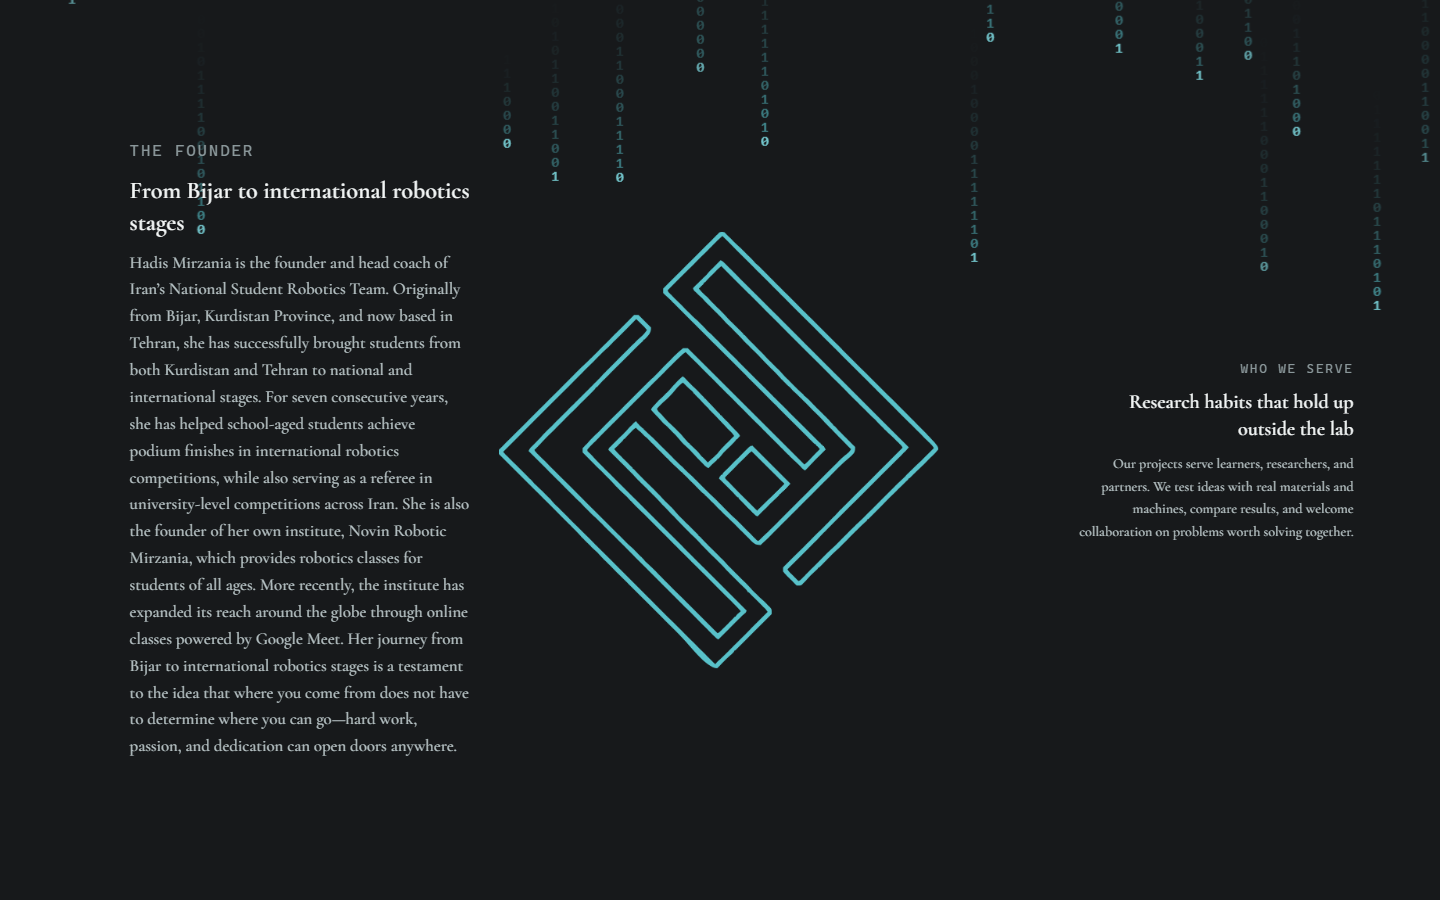 THE FOUNDER
From Bijar to international robotics
stages
Hadis Mirzania is the founder and head coach of
Iran’s National Student Robotics Team. Originally
from Bijar, Kurdistan Province, and now based in
Tehran, she has successfully brought students from
both Kurdistan and Tehran to national and
international stages. For seven consecutive years,
she has helped school-aged students achieve
podium finishes in international robotics
competitions, while also serving as a referee in
university-level competitions across Iran. She is also
the founder of her own institute, Novin Robotic
Mirzania, which provides robotics classes for
students of all ages. More recently, the institute has
expanded its reach around the globe through online
classes powered by Google Meet. Her journey from
Bijar to international robotics stages is a testament
to the idea that where you come from does not have
to determine where you can go—hard work,
passion, and dedication can open doors anywhere.
WHO WE SERVE
Research habits that hold up
outside the lab
Our projects serve learners, researchers, and
partners. We test ideas with real materials and
machines, compare results, and welcome
collaboration on problems worth solving together.